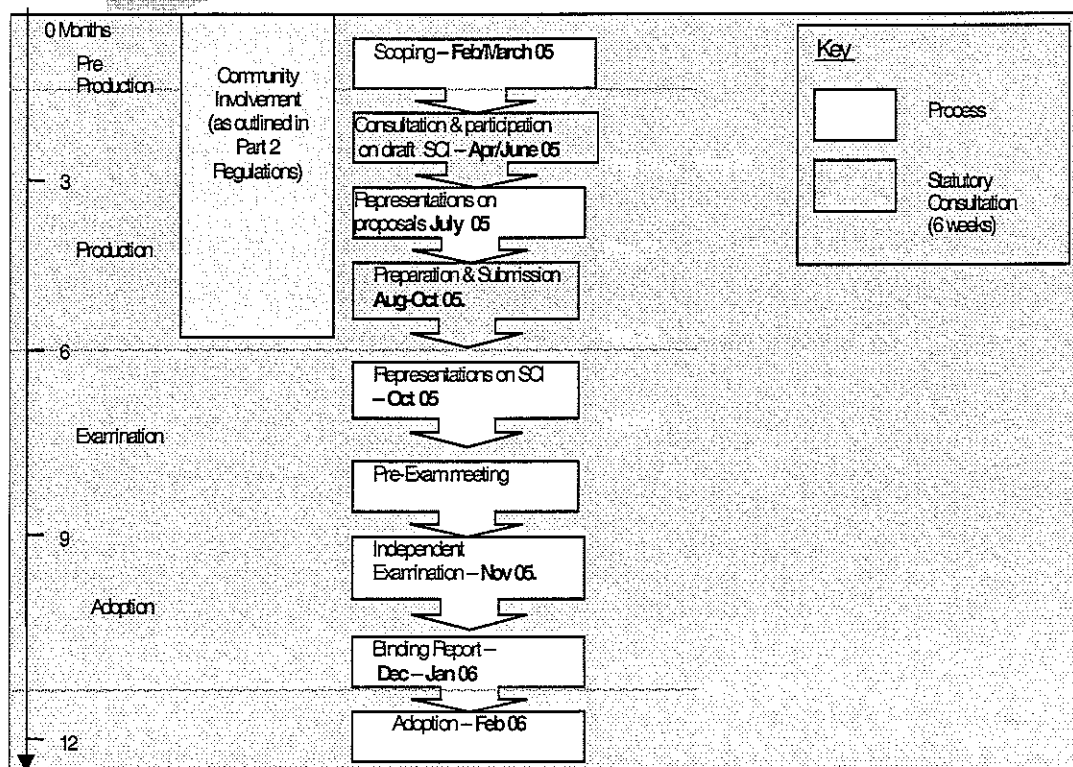 0 Months
Pre
Production
3
Production
6
Examination
9
Adoption
12
Community
Involvement
(as outlined in
Part 2
Regulations)
Scoping – Feb/March 05
Consultation & participation
on draft SCI – Apr/June 05
Representations on
proposals July 05
Preparation & Submission
Aug-Oct 05.
Representations on SCI
– Oct 05
Pre-Exam meeting
Independent
Examination – Nov 05.
Binding Report –
Dec – Jan 06
Adoption – Feb 06
Key
Process
Statutory
Consultation
(6 weeks)